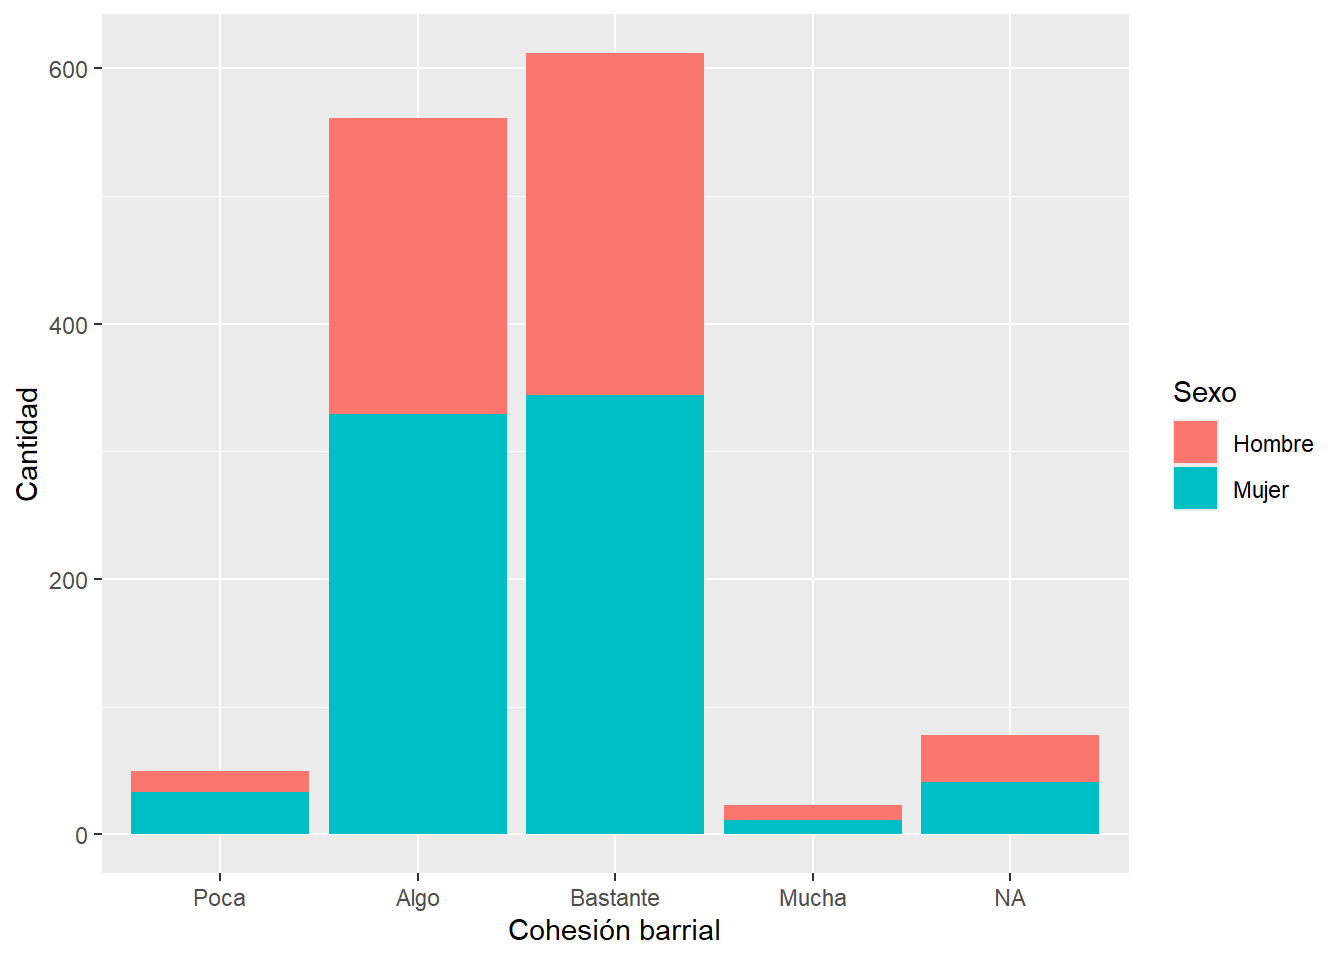 600
400
200
0
Cantidad
Poca Algo Bastante Mucha NA
Cohesión barrial
Sexo
Hombre
Mujer